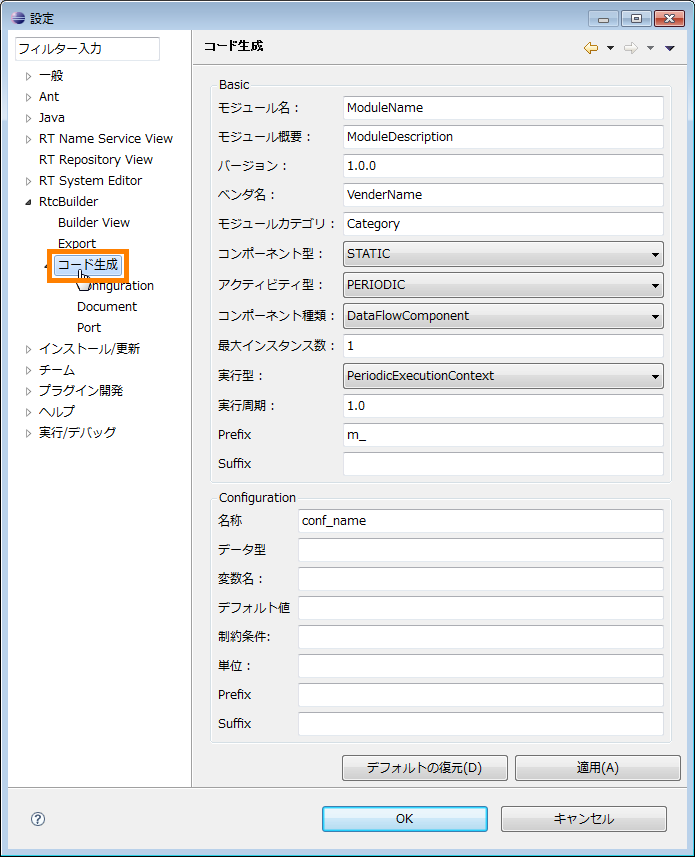 設定
フィルター入力
一般
Ant
Java
RT Name Service View
RT Repository View
RT System Editor
RtcBuilder
Builder View
Export
コード生成
onfiguration
Document
Port
インストール/更新
チーム
プラグイン開発
ヘルプ
実行/デバッグ
コード生成
Basic
モジュール名： ModuleName
モジュール概要： ModuleDescription
バージョン： 1.0.0
ベンダ名： VenderName
モジュールカテゴリ： Category
コンポーネント型： STATIC
アクティビティ型： PERIODIC
コンポーネント種類： DataFlowComponent
最大インスタンス数： 1
実行型： PeriodicExecutionContext
実行周期： 1.0
Prefix m_
Suffix
Configuration
名称 conf_name
データ型
変数名：
デフォルト値
制約条件:
単位：
Prefix
Suffix
デフォルトの復元(D) 適用(A)
OK キャンセル